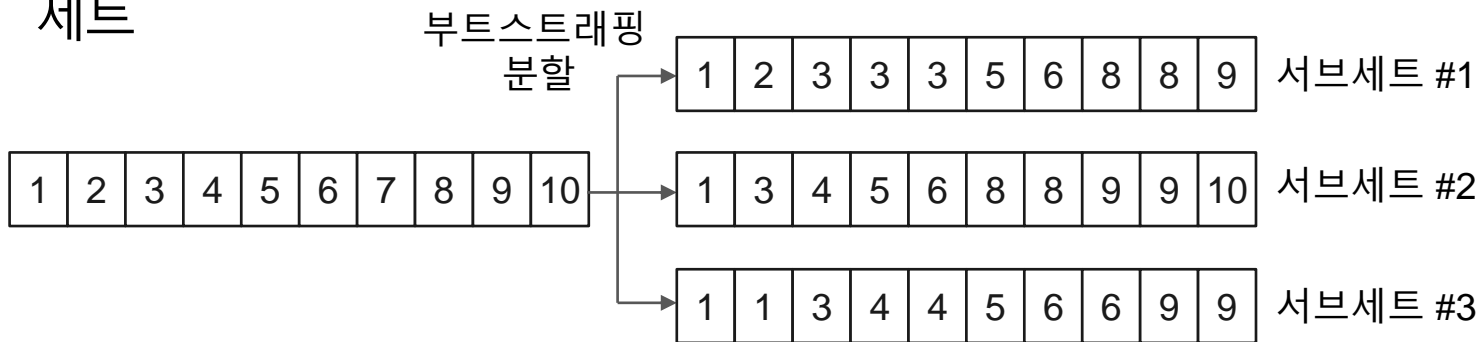 세트
부트스트래핑
분할
1 2 3 3 3 5 6 8 8 9 서브세트 #1
1 2 3 4 5 6 7 8 9 10
1 3 4 5 6 8 8 9 9 10 서브세트 #2
1 1 3 4 4 5 6 6 9 9 서브세트 #3